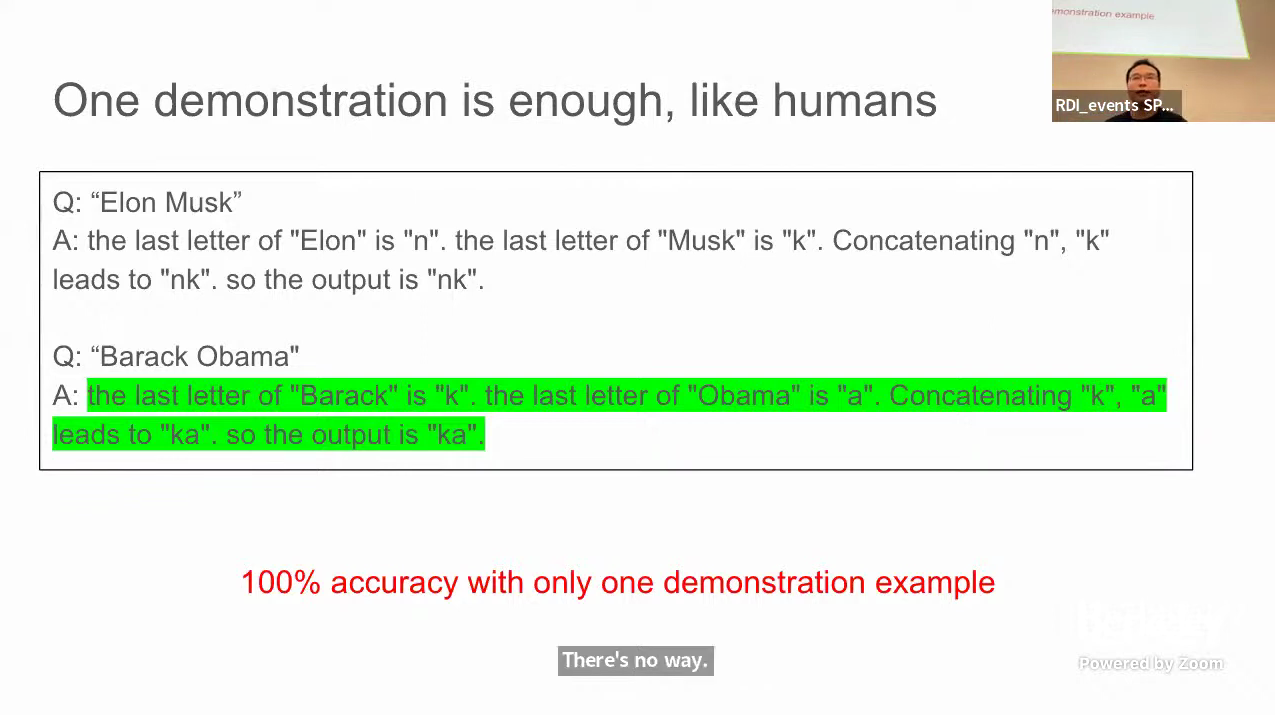 One demonstration is enough, like humans
emonstration example
RDI_events SP...
Q: “Elon Musk”
A: the last letter of "Elon" is "n". the last letter of "Musk" is "k". Concatenating "n", "k"
leads to "nk". so the output is "nk".
Q: “Barack Obama"
A: the last letter of "Barack" is "k". the last letter of "Obama" is "a". Concatenating "k", "a"
leads to "ka". so the output is "ka".
100% accuracy with only one demonstration example
There's no way.
Berkeley
Powered by Zoom